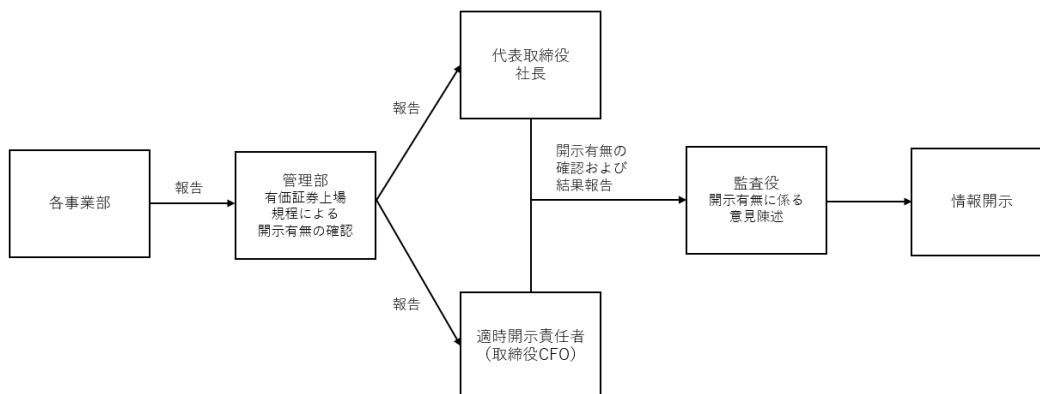 代表取締役
社長
報告
開示有無の
確認および
結果報告
各事業部
報告
管理部
有価証券上場
規程による
開示有無の確認
監査役
開示有無に係る
意見陳述
情報開示
報告
適時開示責任者
（取締役CFO）